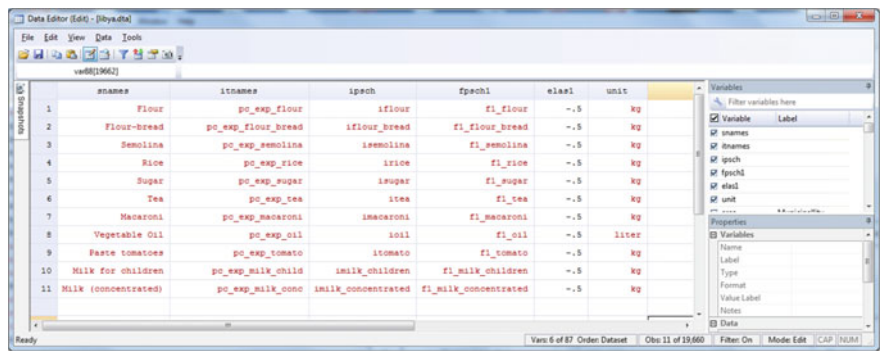 Data Editor (Edit) - [libya.dta]
File Edit View Data Tools
var88[19662]
Snapshots
snames itnames ipsch fpsch1 elas1 unit
1 Flour pc_exp_flour iflour f1_flour -.5 kg
2 Flour-bread pc_exp_flour_bread iflour_bread f1_flour_bread -.5 kg
3 Semolina pc_exp_semolina isemolina f1_semolina -.5 kg
4 Rice pc_exp_rice irice f1_rice -.5 kg
5 Sugar pc_exp_sugar isugar f1_sugar -.5 kg
6 Tea pc_exp_tea itea f1_tea -.5 kg
7 Macaroni pc_exp_macaroni imacaroni f1_macaroni -.5 kg
8 Vegetable Oil pc_exp_oil ioil f1_oil -.5 liter
9 Paste tomatoes pc_exp_tomato itomato f1_tomato -.5 kg
10 Milk for children pc_exp_milk_child imilk_children f1_milk_children -.5 kg
11 Milk (concentrated) pc_exp_milk_conc imilk_concentrated f1_milk_concentrated -.5 kg
Variables
Filter variables here
Variable Label
snames
itnames
ipsch
fpsch1
elas1
unit
Properties
Variables
Name
Label
Type
Format
Value Label
Notes
Data
Ready
Vars: 6 of 87 Order: Dataset Obs: 11 of 19,660 Filter: On Mode: Edit CAP NUM